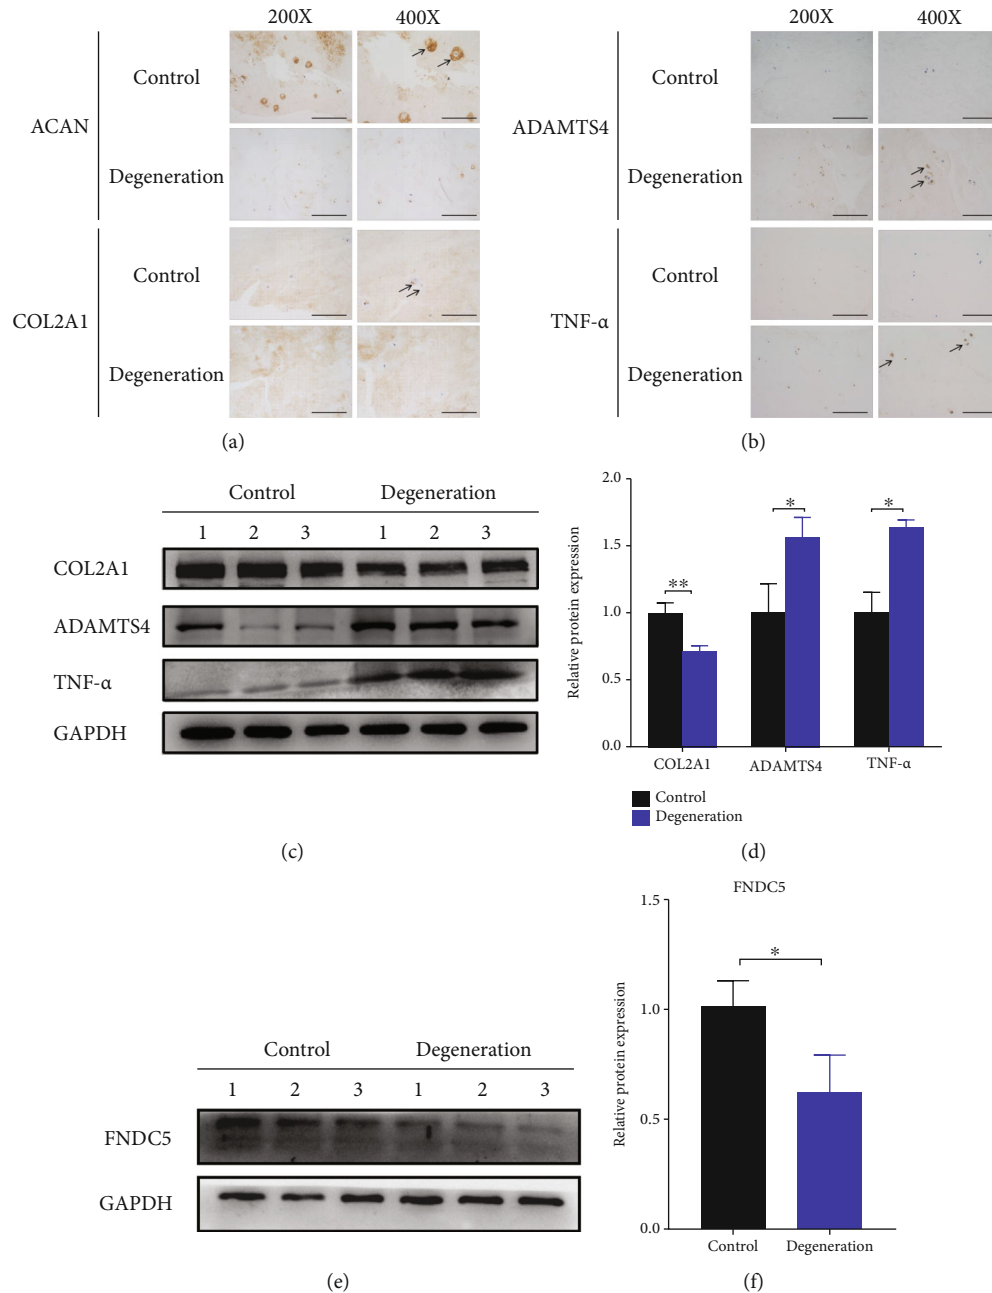 200X 400X
ACAN
Control
Degeneration
COL2A1
Control
Degeneration
(a)
200X 400X
ADAMTS4
Control
Degeneration
TNF-α
Control
Degeneration
(b)
Control Degeneration
1 2 3 1 2 3
COL2A1
ADAMTS4
TNF-α
GAPDH
(c)
Relative protein expression
2.0
1.5
1.0
0.5
0.0
** * *
COL2A1 ADAMTS4 TNF-α
Control
Degeneration
(d)
Control Degeneration
1 2 3 1 2 3
FNDC5
GAPDH
(e)
FNDC5
Relative protein expression
1.5
1.0
0.5
0.0
*
Control Degeneration
(f)